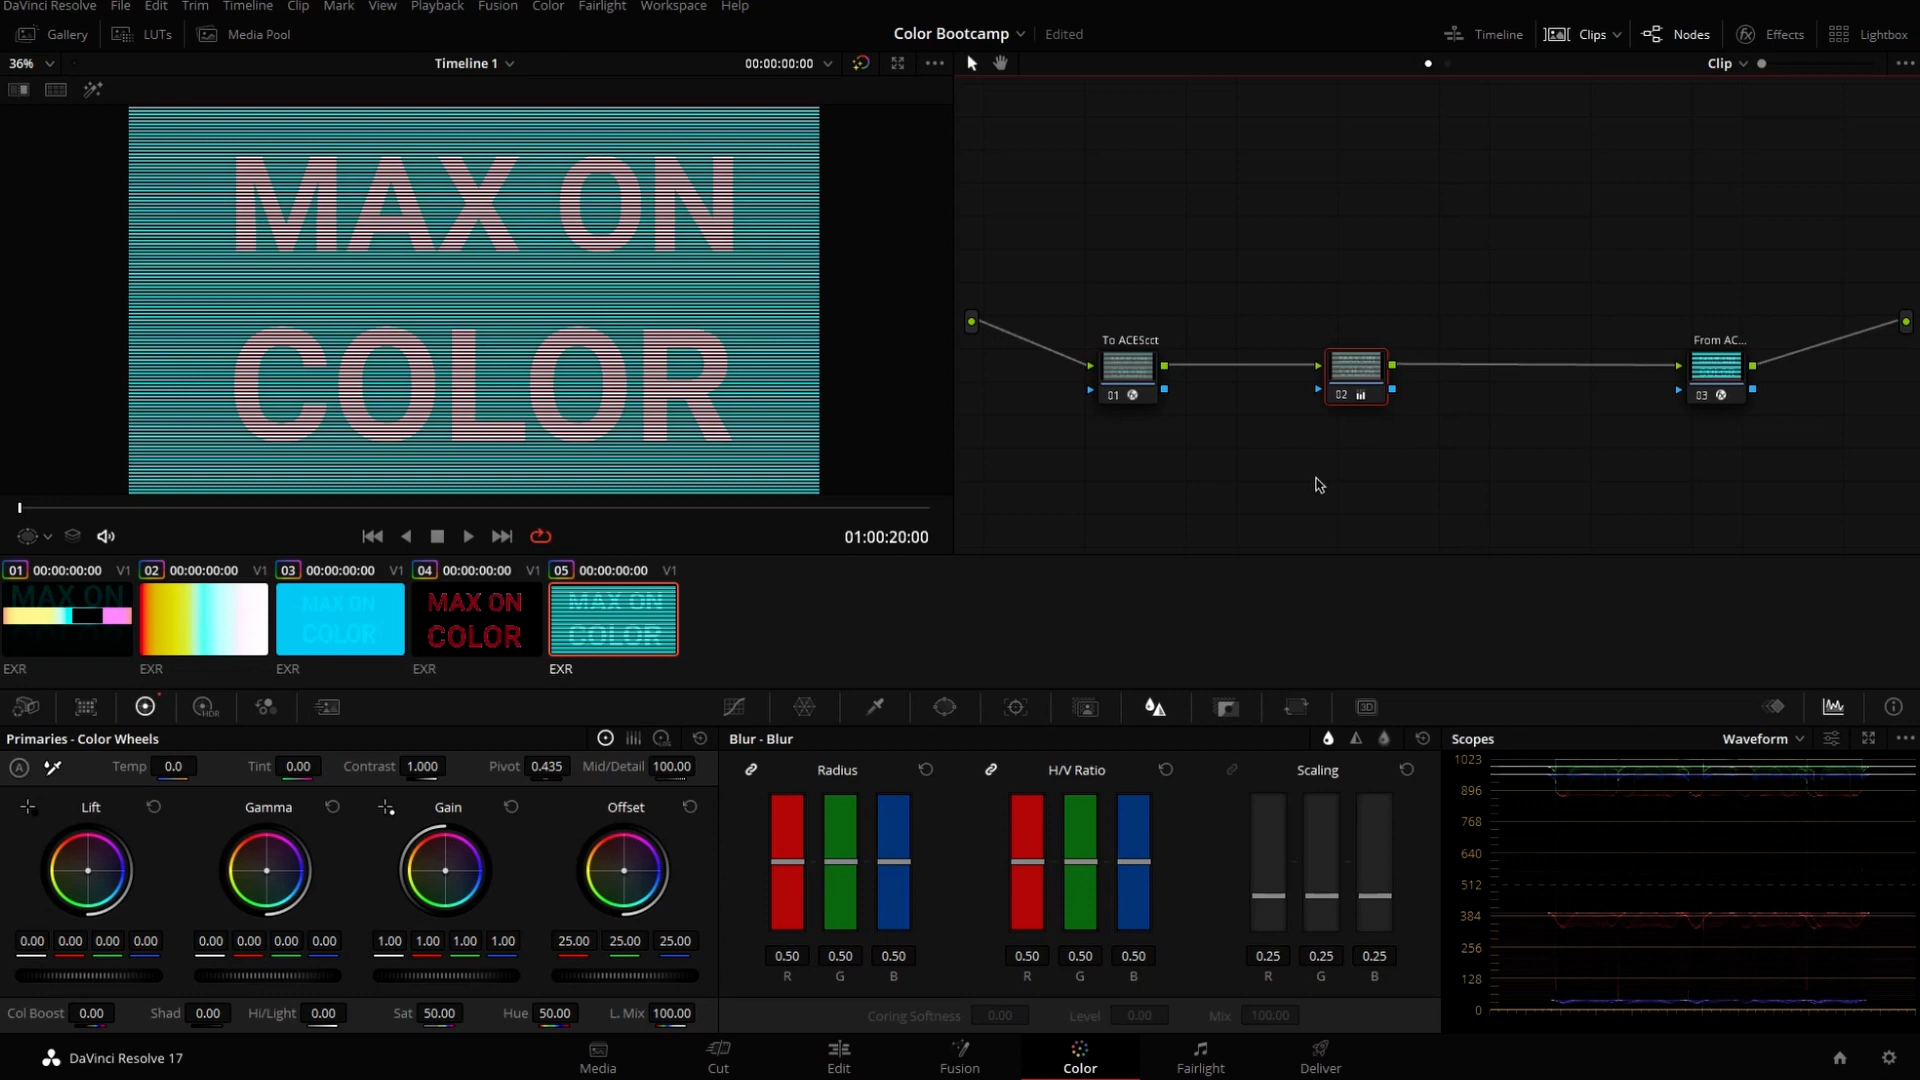 DaVinci Resolve File Edit Trim Timeline Clip Mark View Playback Fusion Color Fairlight Workspace Help
Gallery LUTs Media Pool Color Bootcamp Edited Timeline Clips Nodes Effects Lightbox
36% Timeline 1 00:00:00:00 Clip
MAX ON
COLOR
To ACEScct
01
02
From AC...
03
01:00:20:00
01 00:00:00:00 V1 02 00:00:00:00 V1 03 00:00:00:00 V1 04 00:00:00:00 V1 05 00:00:00:00 V1
MAX ON
MAX ON
COLOR
MAX ON
COLOR
MAX ON
COLOR
EXR EXR EXR EXR EXR
HDR
3D
Primaries - Color Wheels
A Temp 0.0 Tint 0.00 Contrast 1.000 Pivot 0.435 Mid/Detail 100.00
Lift Gamma Gain Offset
0.00 0.00 0.00 0.00 0.00 0.00 0.00 0.00 1.00 1.00 1.00 1.00 25.00 25.00 25.00
Col Boost 0.00 Shad 0.00 Hi/Light 0.00 Sat 50.00 Hue 50.00 L. Mix 100.00
Blur - Blur
Radius H/V Ratio Scaling
0.50 0.50 0.50 0.50 0.50 0.50 0.25 0.25 0.25
R G B R G B R G B
Coring Softness 0.00 Level 0.00 Mix 100.00
Scopes Waveform
1023
896
768
640
512
384
256
128
0
DaVinci Resolve 17
Media Cut Edit Fusion Color Fairlight Deliver